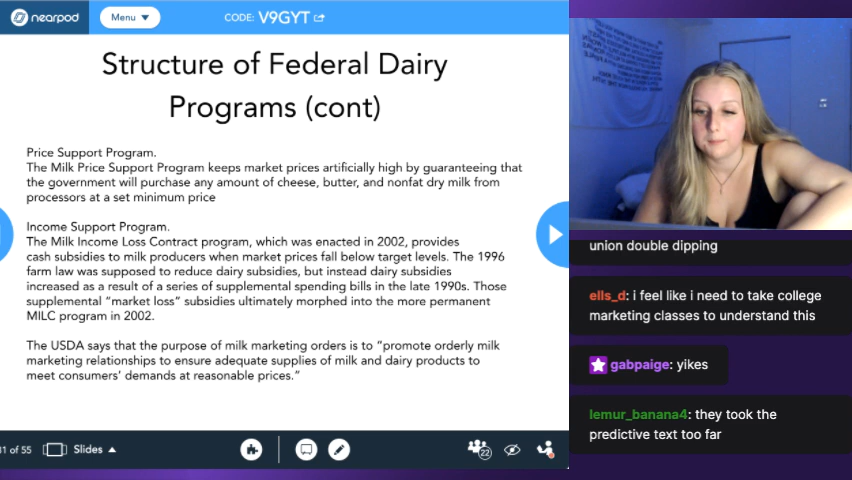 nearpod
Menu
CODE: V9GYT
Structure of Federal Dairy
Programs (cont)
Price Support Program.
The Milk Price Support Program keeps market prices artificially high by guaranteeing that
the government will purchase any amount of cheese, butter, and nonfat dry milk from
processors at a set minimum price
Income Support Program.
The Milk Income Loss Contract program, which was enacted in 2002, provides
cash subsidies to milk producers when market prices fall below target levels. The 1996
farm law was supposed to reduce dairy subsidies, but instead dairy subsidies
increased as a result of a series of supplemental spending bills in the late 1990s. Those
supplemental “market loss” subsidies ultimately morphed into the more permanent
MILC program in 2002.
The USDA says that the purpose of milk marketing orders is to “promote orderly milk
marketing relationships to ensure adequate supplies of milk and dairy products to
meet consumers’ demands at reasonable prices.”
31 of 55
Slides
22
union double dipping
ells_d: i feel like i need to take college
marketing classes to understand this
gabpaige: yikes
lemur_banana4: they took the
predictive text too far